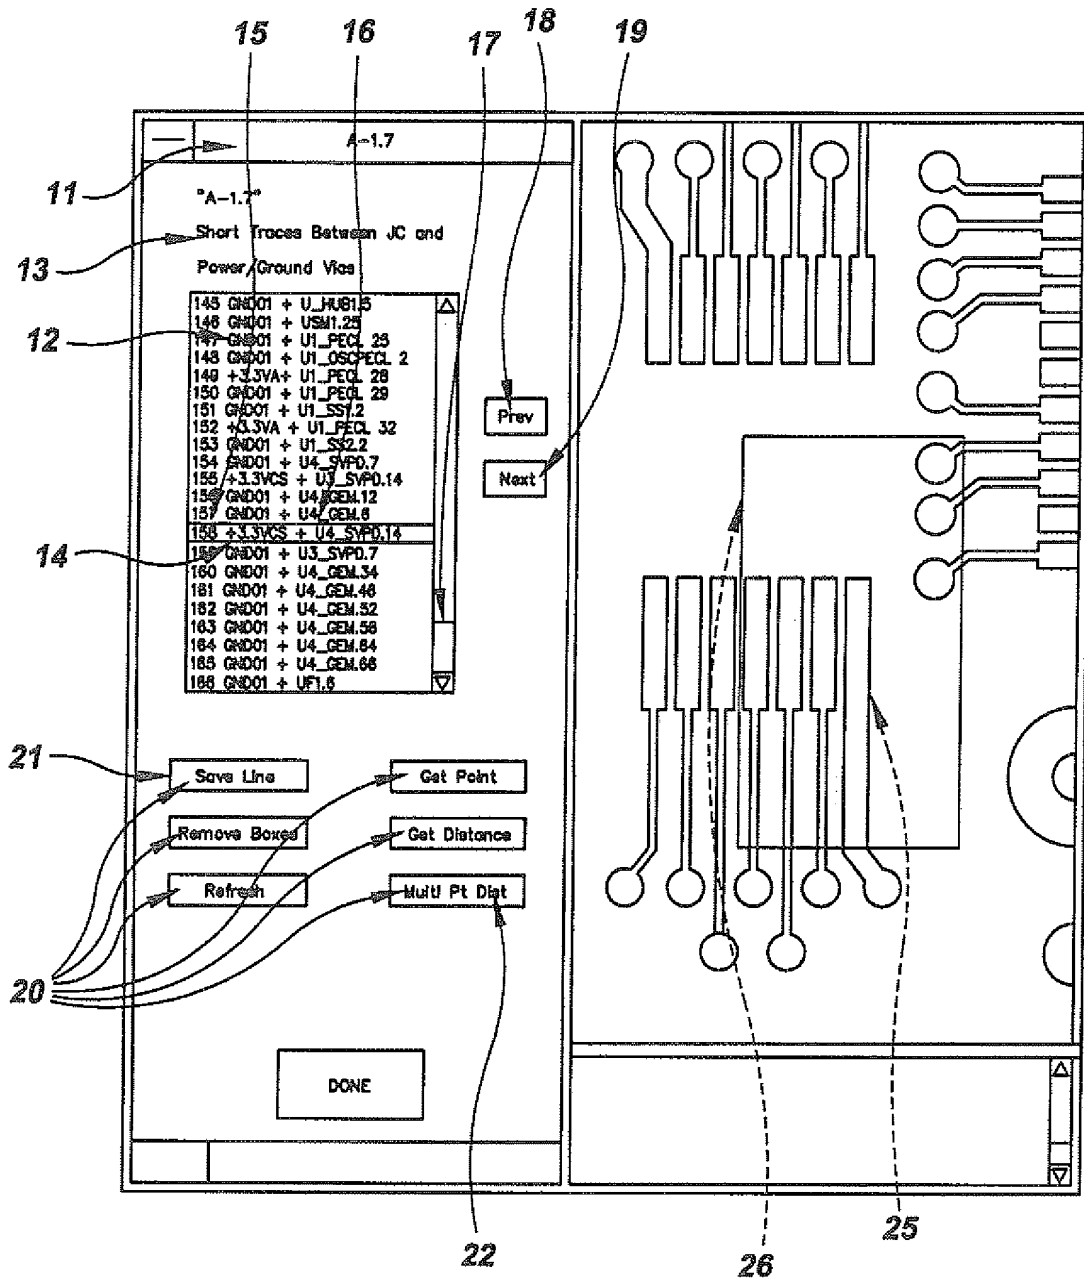 15 16 17 18 19
A-1.7
11
"A-1.7"
Short Traces Between JC and
13
Power/Ground Vias
145 GND01 + U_HUB1.5
146 GND01 + USM1.25
12
147 GND01 + U1_PECL 25
148 GND01 + U1_OSCPECL 2
149 +3.3VA+ U1_PECL 28
150 GND01 + U1_PECL 29
151 GND01 + U1_SS1.2
152 +3.3VA + U1_PECL 32
153 GND01 + U1_SS2.2
154 GND01 + U4_SVP0.7
155 +3.3VCS + U3_SVP0.14
156 GND01 + U4_GEM.12
157 GND01 + U4_GEM.6
158 +3.3VCS + U4_SVP0.14
14
159 GND01 + U3_SVP0.7
160 GND01 + U4_GEM.34
161 GND01 + U4_GEM.46
162 GND01 + U4_GEM.52
163 GND01 + U4_GEM.58
164 GND01 + U4_GEM.64
165 GND01 + U4_GEM.66
166 GND01 + UF1.6
Prev
Next
21
Save Line Get Point
Remove Boxes Get Distance
Refresh Multi Pt Dist
20
DONE
22
25
26